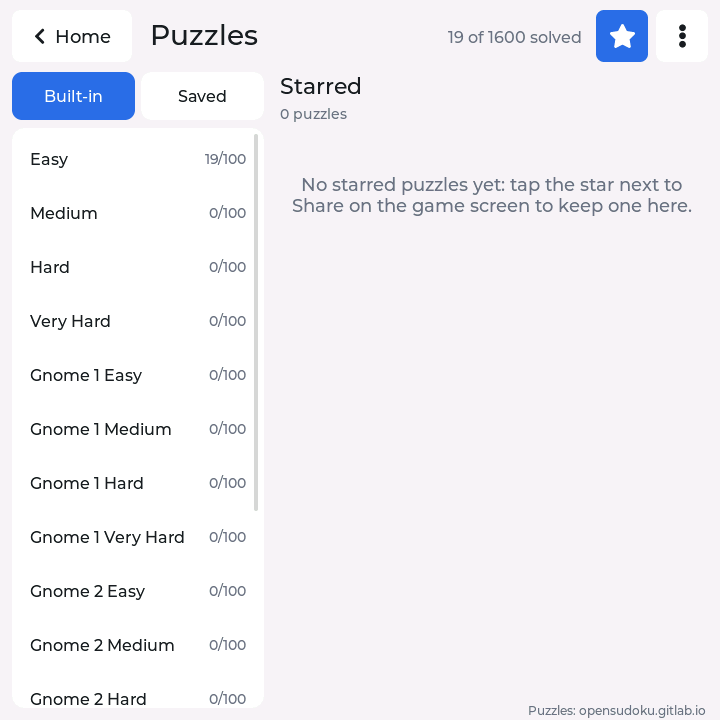 Home
Puzzles
19 of 1600 solved
Built-in
Saved
Starred
0 puzzles
No starred puzzles yet: tap the star next to
Share on the game screen to keep one here.
Easy 19/100
Medium 0/100
Hard 0/100
Very Hard 0/100
Gnome 1 Easy 0/100
Gnome 1 Medium 0/100
Gnome 1 Hard 0/100
Gnome 1 Very Hard 0/100
Gnome 2 Easy 0/100
Gnome 2 Medium 0/100
Gnome 2 Hard 0/100
Puzzles: opensudoku.gitlab.io